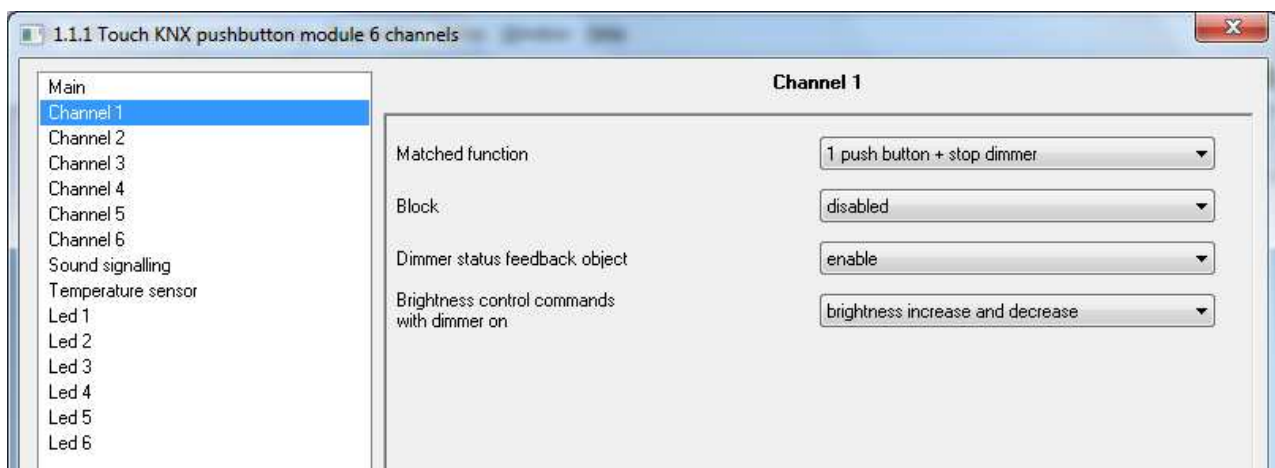 1.1.1 Touch KNX pushbutton module 6 channels
Main
Channel 1
Channel 2
Channel 3
Channel 4
Channel 5
Channel 6
Sound signalling
Temperature sensor
Led 1
Led 2
Led 3
Led 4
Led 5
Led 6
Channel 1
Matched function
1 push button + stop dimmer
Block
disabled
Dimmer status feedback object
enable
Brightness control commands
with dimmer on
brightness increase and decrease